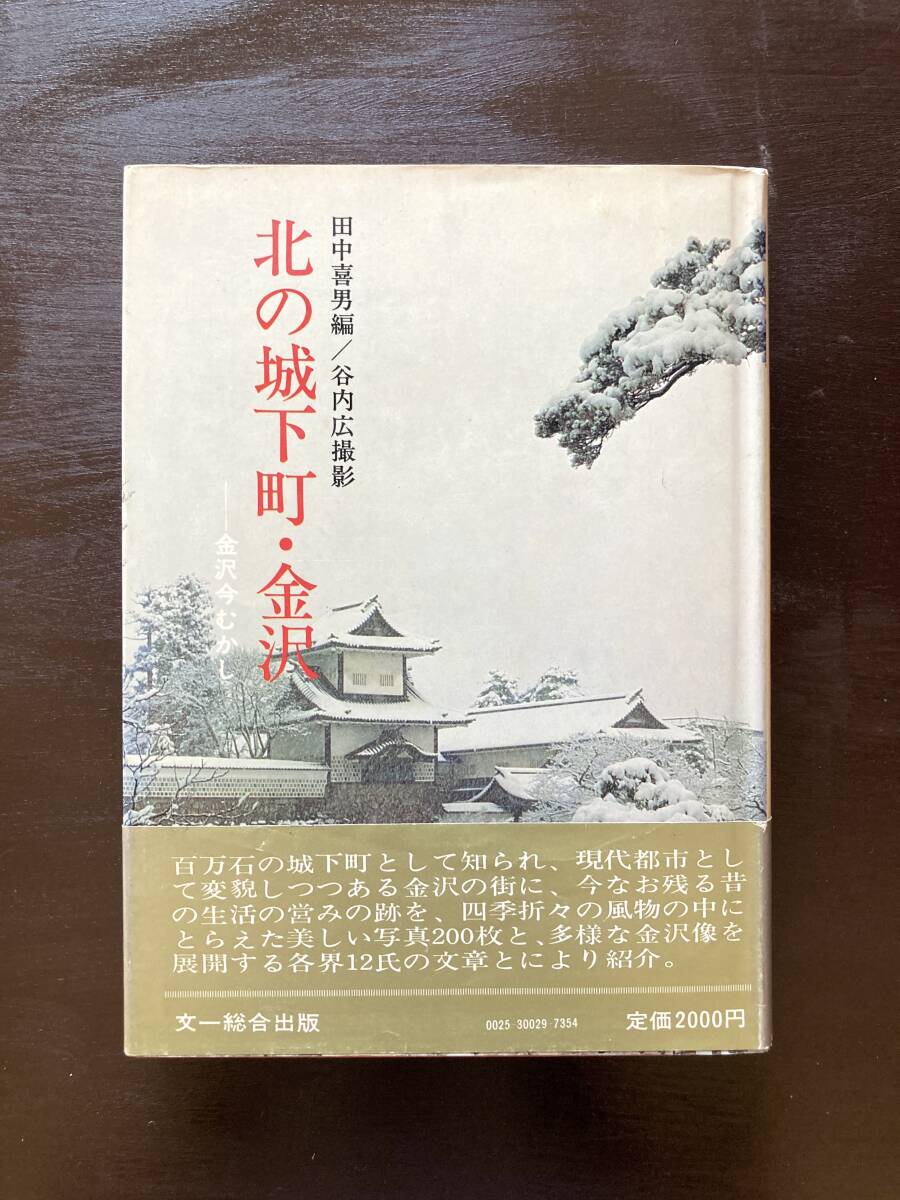 田中喜男編／谷内広撮影
北の城下町・金沢
——金沢今むかし
百万石の城下町として知られ、現代都市とし
て変貌しつつある金沢の街に、今なお残る昔
の生活の営みの跡を、四季折々の風物の中に
とらえた美しい写真200枚と、多様な金沢像を
展開する各界12氏の文章とにより紹介。
文一総合出版 0025-30029-7354 定価2000円